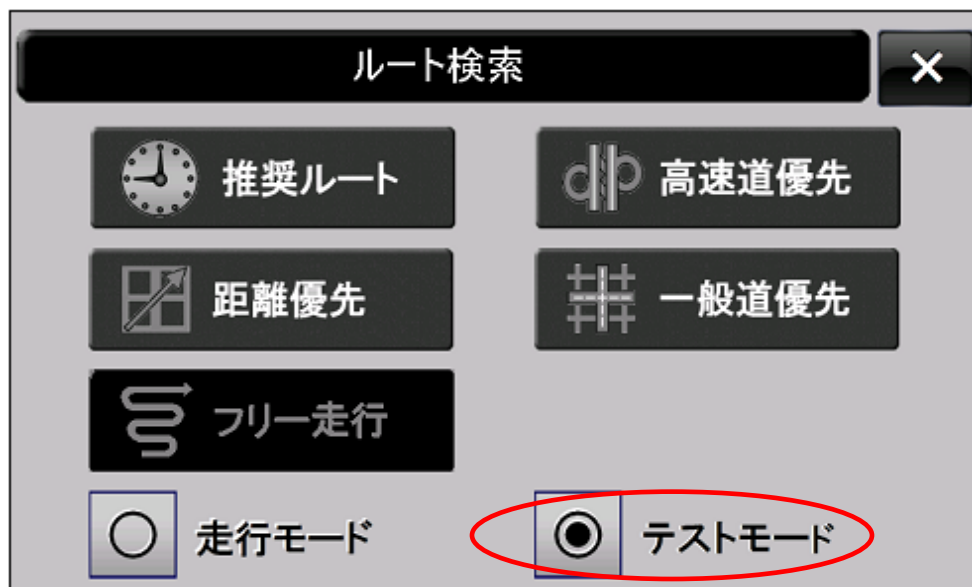 ルート検索
推奨ルート
高速道優先
距離優先
一般道優先
フリー走行
走行モード
テストモード